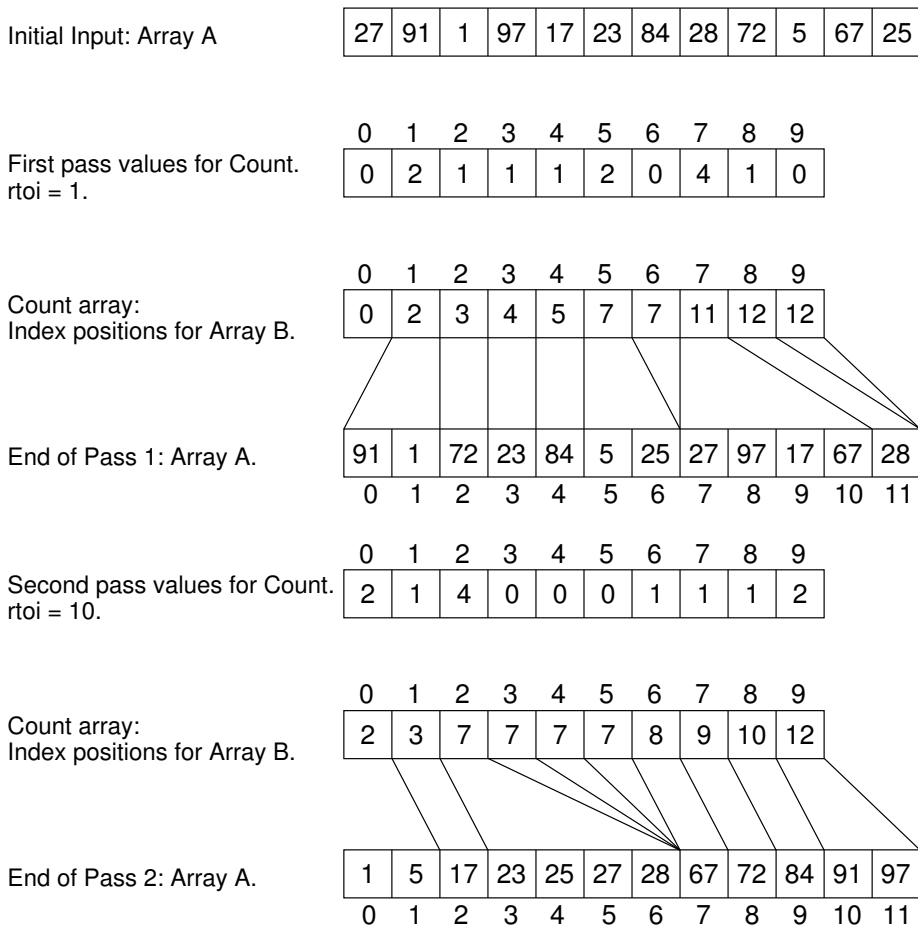 Initial Input: Array A
27 91 1 97 17 23 84 28 72 5 67 25
0 1 2 3 4 5 6 7 8 9
First pass values for Count.
rtoi = 1.
0 2 1 1 1 2 0 4 1 0
0 1 2 3 4 5 6 7 8 9
Count array:
Index positions for Array B.
0 2 3 4 5 7 7 11 12 12
End of Pass 1: Array A.
91 1 72 23 84 5 25 27 97 17 67 28
0 1 2 3 4 5 6 7 8 9 10 11
0 1 2 3 4 5 6 7 8 9
Second pass values for Count.
rtoi = 10.
2 1 4 0 0 0 1 1 1 2
0 1 2 3 4 5 6 7 8 9
Count array:
Index positions for Array B.
2 3 7 7 7 7 8 9 10 12
End of Pass 2: Array A.
1 5 17 23 25 27 28 67 72 84 91 97
0 1 2 3 4 5 6 7 8 9 10 11